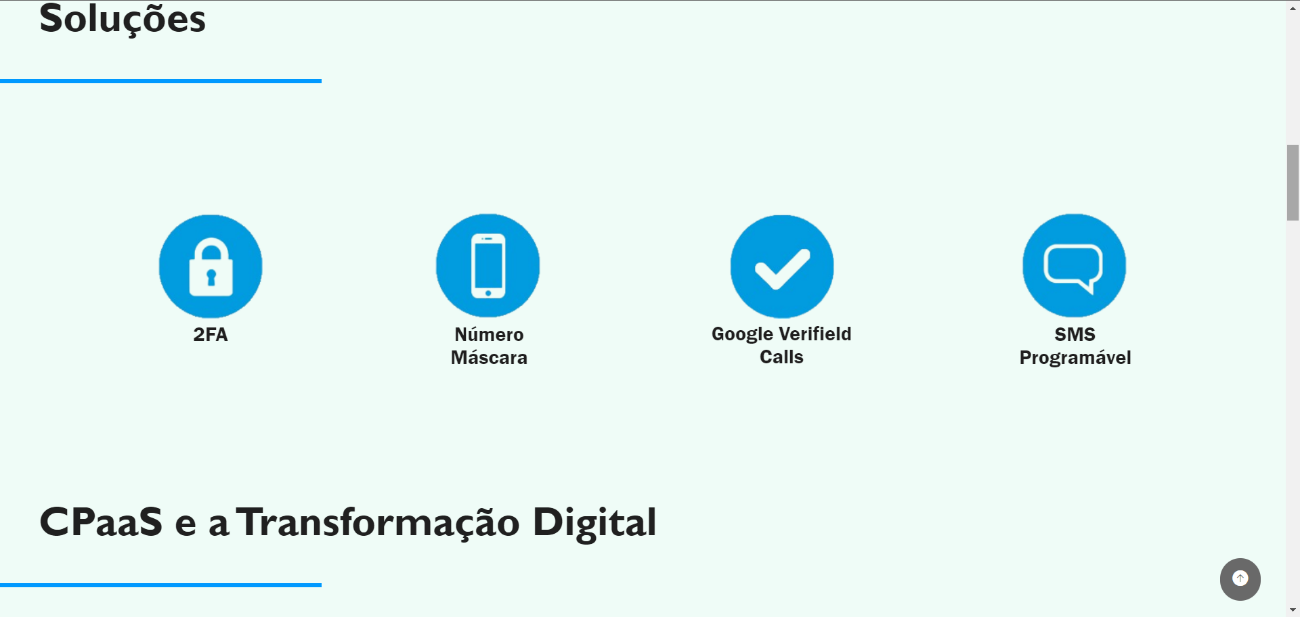 Soluções
2FA
Número
Máscara
Google Verifield
Calls
SMS
Programável
CPaaS e a Transformação Digital